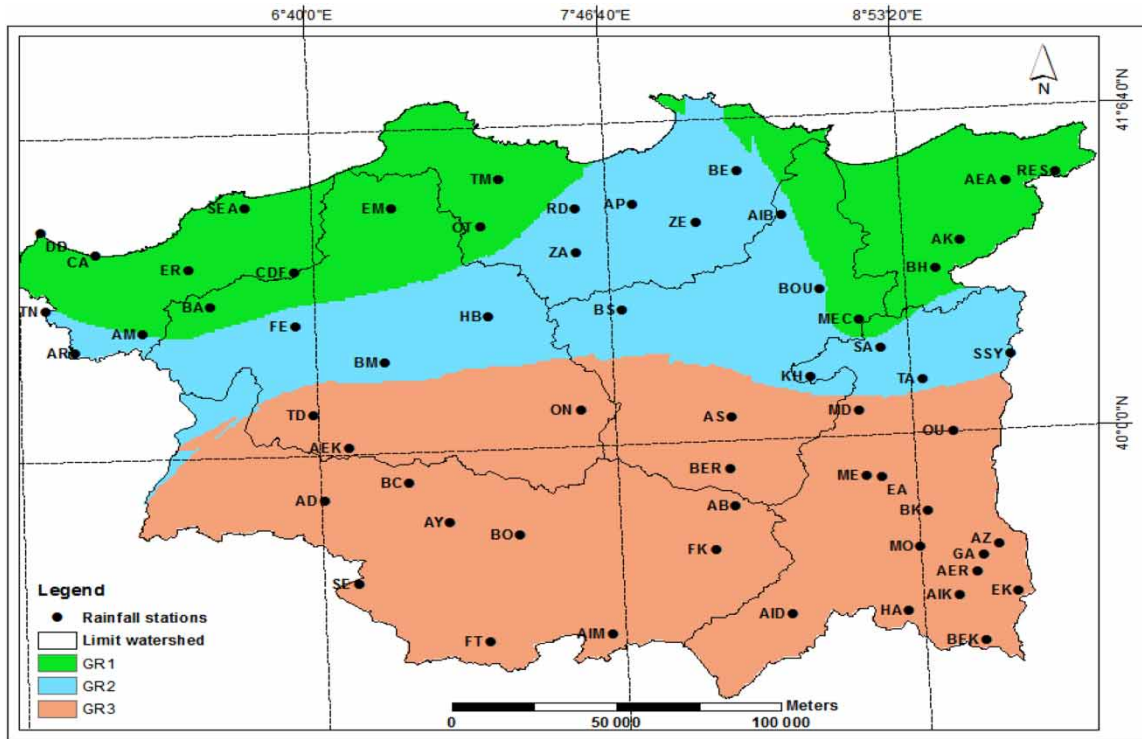 6°40'0"E 7°46'40"E 8°53'20"E
N
41°6'40"N
BE
RES
TM
AEA
SEA
EM
RD
AP
AIB
OT
ZE
DD
AK
CA
ZA
ER
CDF
BH
BOU
BA
TN
HB
BS
MEC
AM
FE
AR
SA
SSY
BM
KH
TA
TD
ON
AS
MD
40°0'0"N
OU
AEK
BER
ME
EA
BC
AD
AB
BK
AY
BO
AZ
MO
FK
GA
AER
SE
EK
AIK
AID
HA
FT
AIM
BEK
Legend
Rainfall stations
Limit watershed
GR1
GR2
GR3
Meters
0 50 000 100 000